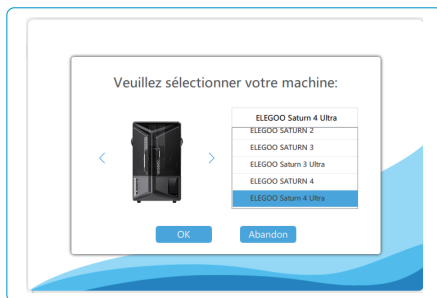 Veuillez sélectionner votre machine:
ELEGOO Saturn 4 Ultra
ELEGOO SATURN 2
ELEGOO SATURN 3
ELEGOO Saturn 3 Ultra
ELEGOO SATURN 4
ELEGOO Saturn 4 Ultra
OK
Abandon